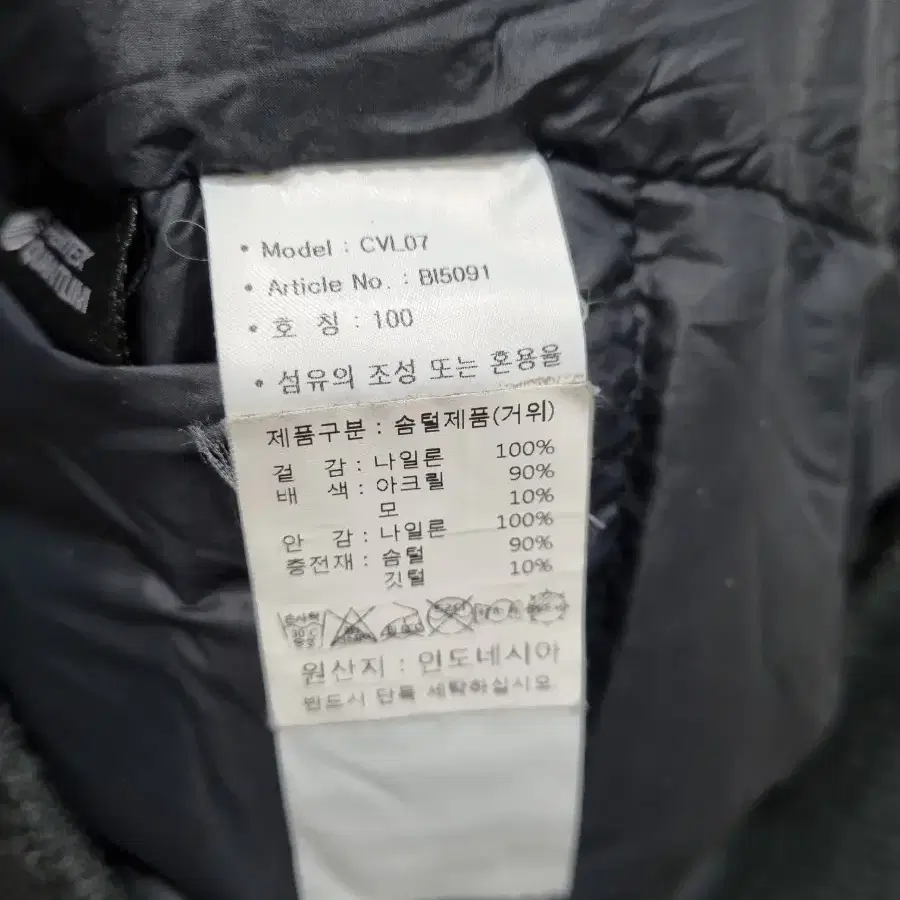 • Model : CVL07
• Article No. : BI5091
• 호 칭 : 100
• 섬유의 조성 또는 혼용율
제품구분 : 솜털제품(거위)
겉 감 : 나일론 100%
배 색 : 아크릴 90%
모 10%
안 감 : 나일론 100%
충전재 : 솜털 90%
깃털 10%
원산지 : 인도네시아
반드시 단독 세탁하십시오